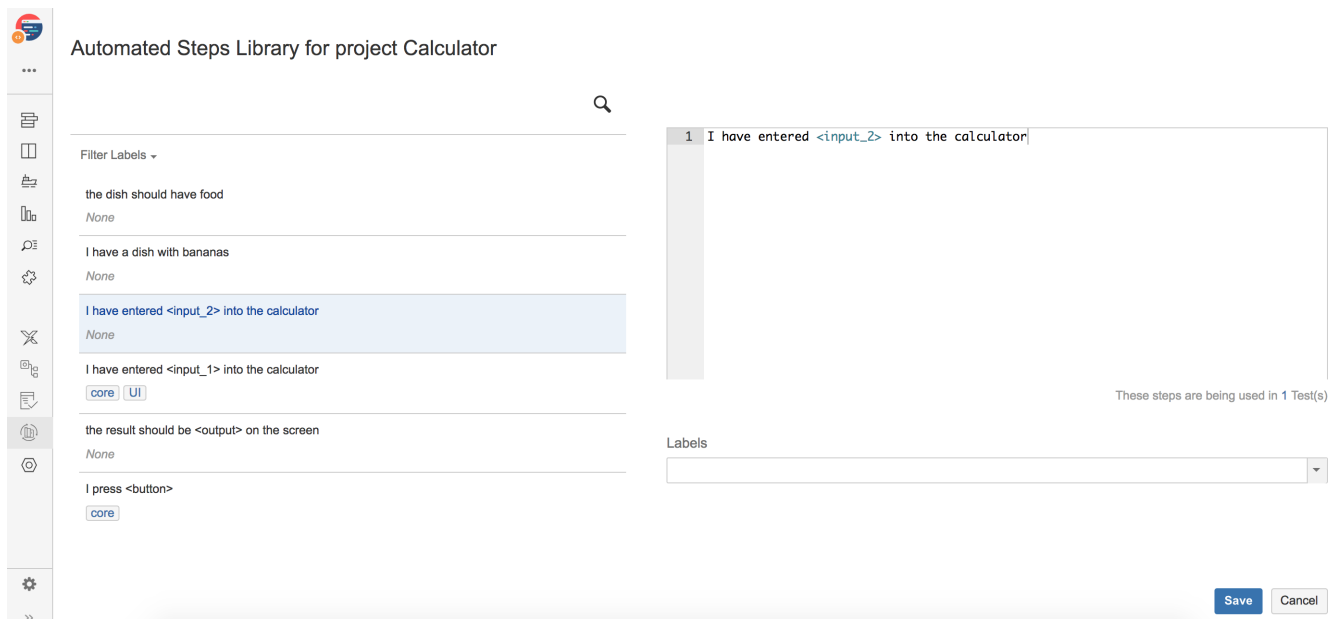 Automated Steps Library for project Calculator
Filter Labels
the dish should have food
None
I have a dish with bananas
None
I have entered <input_2> into the calculator
None
I have entered <input_1> into the calculator
core UI
the result should be <output> on the screen
None
I press <button>
core
1 I have entered <input_2> into the calculator
These steps are being used in 1 Test(s)
Labels
Save Cancel